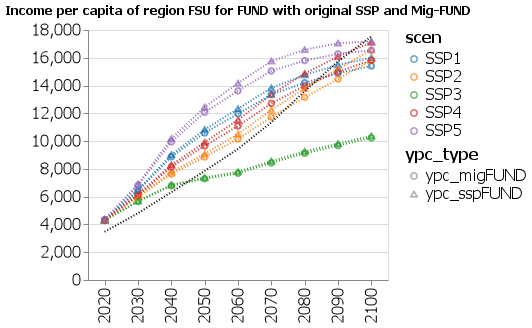 Income per capita of region FSU for FUND with original SSP and Mig-FUND
18,000
16,000
14,000
12,000
10,000
8,000
6,000
4,000
2,000
0
2020
2030
2040
2050
2060
2070
2080
2090
2100
scen
SSP1
SSP2
SSP3
SSP4
SSP5
ypc_type
ypc_migFUND
ypc_sspFUND